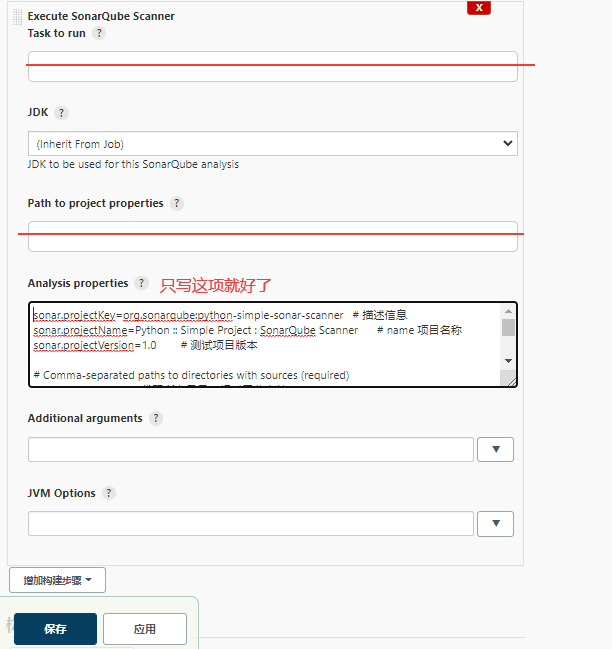 Execute SonarQube Scanner
X
Task to run ?
JDK ?
(Inherit From Job)
JDK to be used for this SonarQube analysis
Path to project properties ?
Analysis properties ? 只写这项就好了
sonar.projectKey=org.sonarqube:python-simple-sonar-scanner # 描述信息
sonar.projectName=Python :: Simple Project : SonarQube Scanner # name 项目名称
sonar.projectVersion=1.0 # 测试项目版本
# Comma-separated paths to directories with sources (required)
Additional arguments ?
JVM Options ?
增加构建步骤
保存
应用